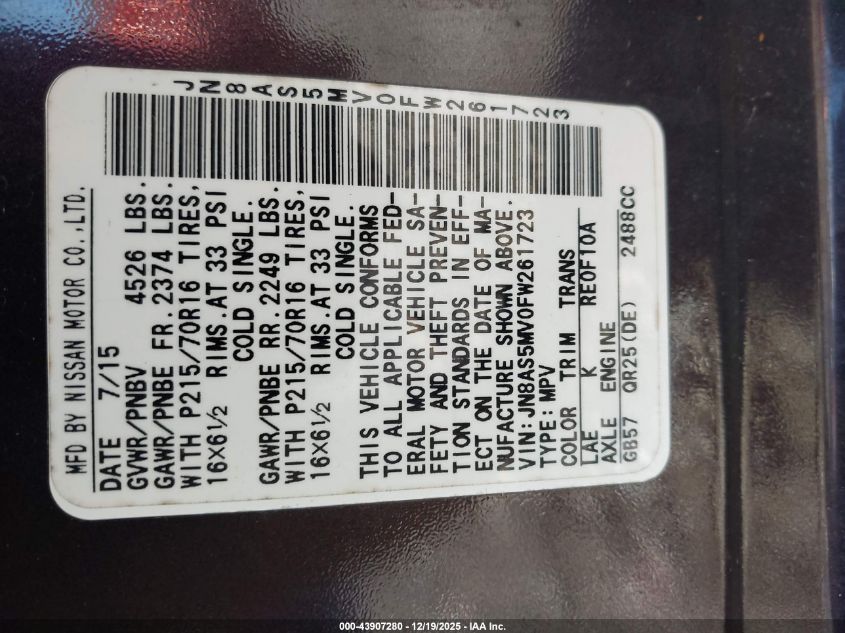 JN8AS5MV0FW261723
MFD BY NISSAN MOTOR CO.,LTD.
DATE 7/15
GVWR/PNBV 4526 LBS.
GAWR/PNBE FR.2374 LBS.
WITH P215/70R16 TIRES,
16X6½ RIMS.AT 33 PSI
COLD SINGLE.
GAWR/PNBE RR.2249 LBS.
WITH P215/70R16 TIRES,
16X6½ RIMS.AT 33 PSI
COLD SINGLE.
THIS VEHICLE CONFORMS
TO ALL APPLICABLE FED-
ERAL MOTOR VEHICLE SA-
FETY AND THEFT PREVEN-
TION STANDARDS IN EFF-
ECT ON THE DATE OF MA-
NUFACTURE SHOWN ABOVE.
VIN:JN8AS5MV0FW261723
TYPE: MPV
COLOR TRIM TRANS
LAE K RE0F10A
AXLE ENGINE
GB57 QR25(DE) 2488CC
000-43907280 - 12/19/2025 - IAA Inc.